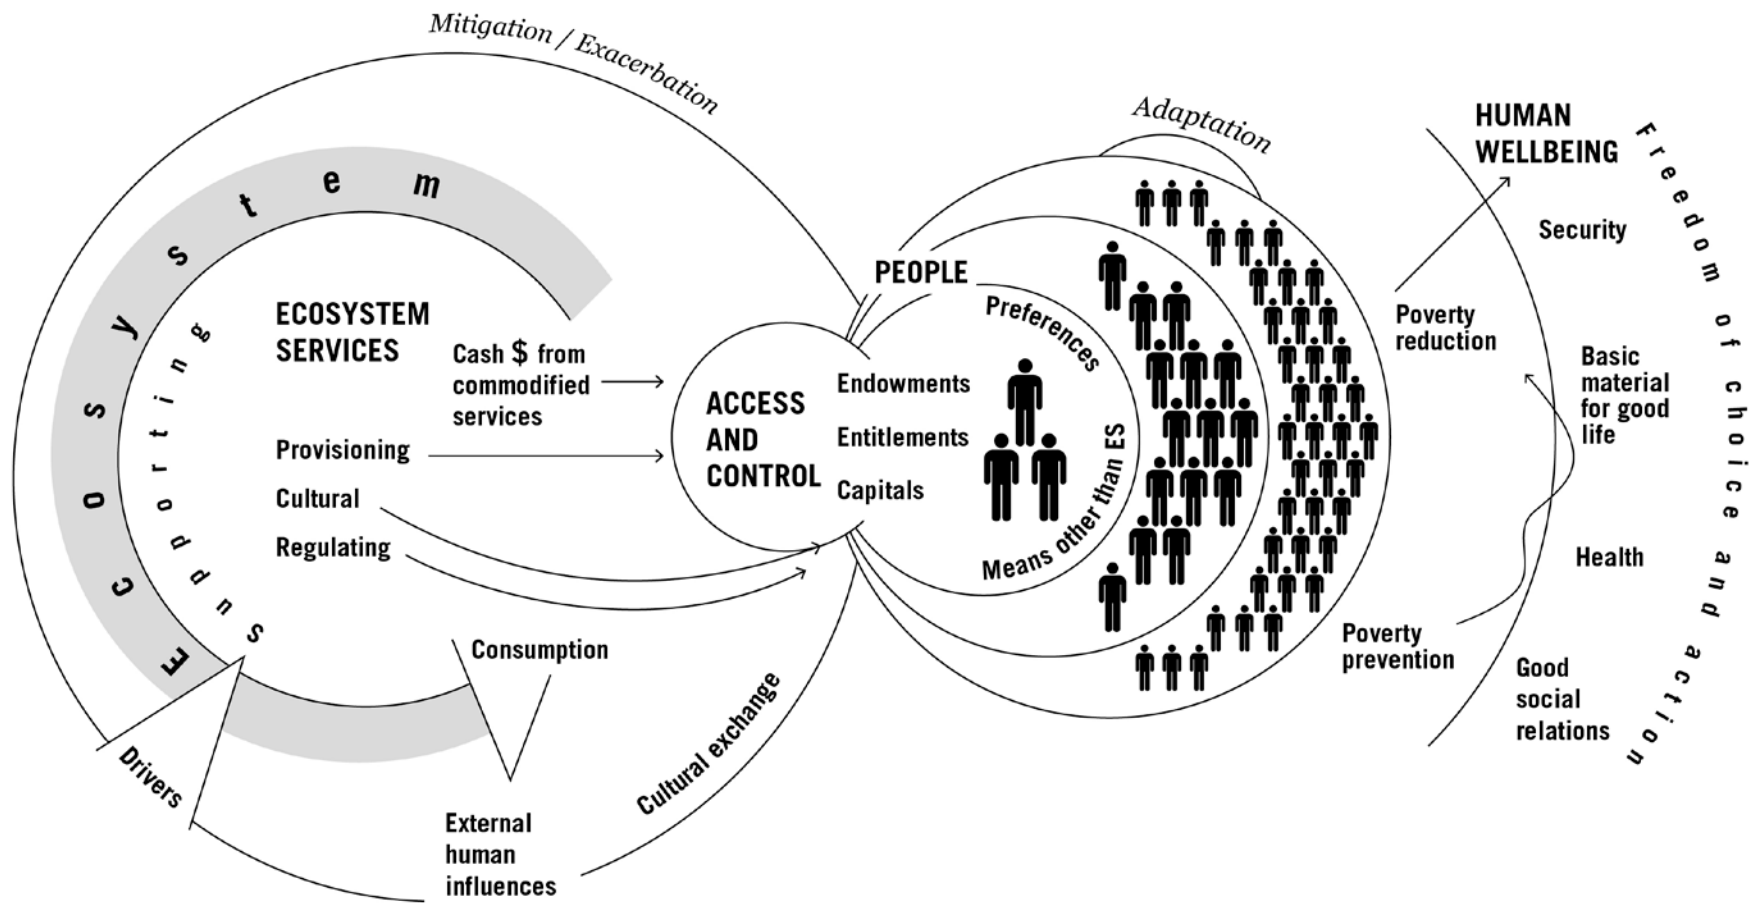 Mitigation / Exacerbation
Ecosystem
Supporting
ECOSYSTEM
SERVICES
Cash $ from
commodified
services
Provisioning
Cultural
Regulating
Consumption
Drivers
External
human
influences
Cultural exchange
ACCESS
AND
CONTROL
Endowments
Entitlements
Capitals
PEOPLE
Preferences
Means other than ES
Adaptation
Poverty
reduction
Poverty
prevention
HUMAN
WELLBEING
Security
Basic
material
for good
life
Health
Good
social
relations
Freedom of choice and action